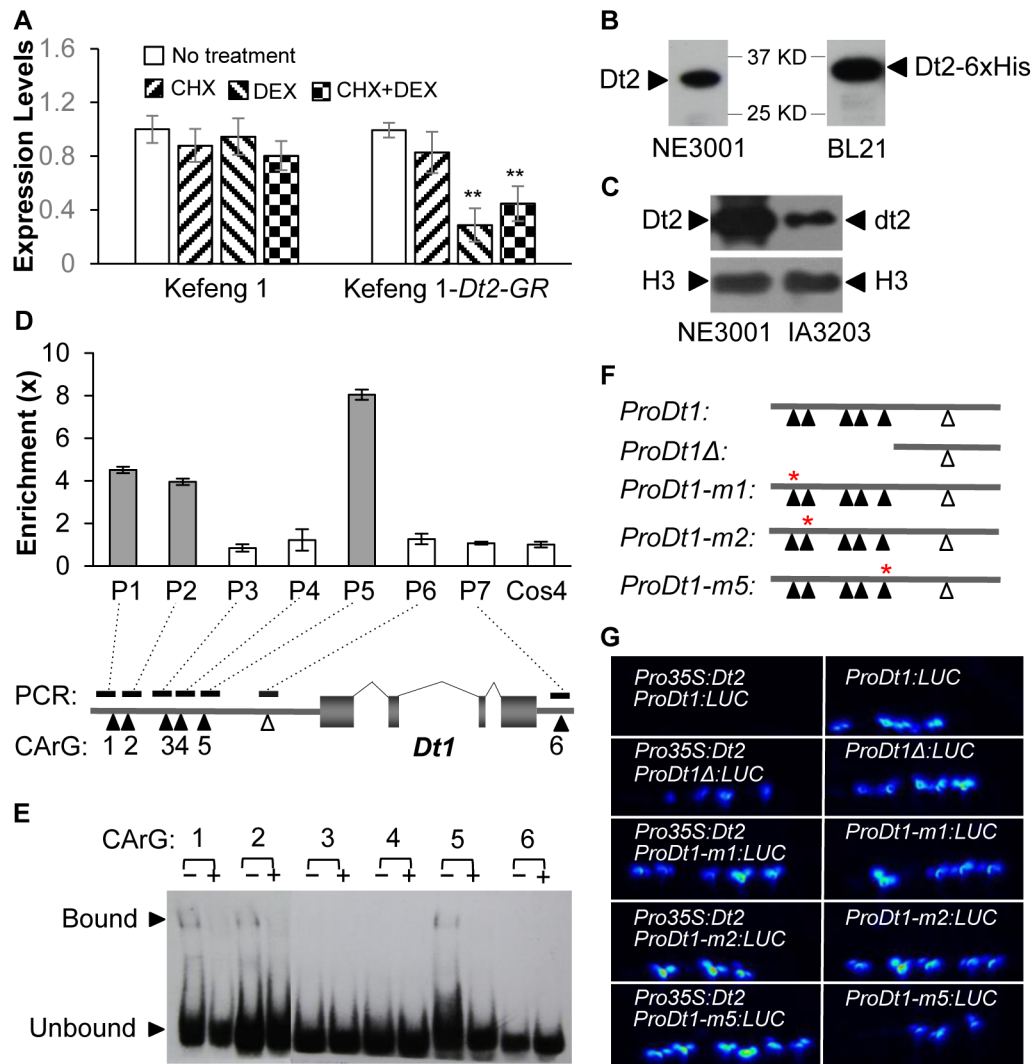 A
Expression Levels >
1.6
1.2
0.8
0.4
0
No treatment
CHX DEX CHX+DEX
** **
Kefeng 1 Kefeng 1-Dt2-GR
B
Dt2 37 KD Dt2-6xHis
25 KD
NE3001 BL21
C
Dt2 dt2
H3 H3
NE3001 IA3203
D
Enrichment (x)
10
8
6
4
2
0
P1 P2 P3 P4 P5 P6 P7 Cos4
PCR:
CArG: 1 2 3 4 5 6
Dt1
E
CArG: 1 2 3 4 5 6
− + − + − + − + − + − +
Bound
Unbound
F
ProDt1:
ProDt1Δ:
*
ProDt1-m1:
*
ProDt1-m2:
*
ProDt1-m5:
G
Pro35S:Dt2
ProDt1:LUC
ProDt1:LUC
Pro35S:Dt2
ProDt1Δ:LUC
ProDt1Δ:LUC
Pro35S:Dt2
ProDt1-m1:LUC
ProDt1-m1:LUC
Pro35S:Dt2
ProDt1-m2:LUC
ProDt1-m2:LUC
Pro35S:Dt2
ProDt1-m5:LUC
ProDt1-m5:LUC